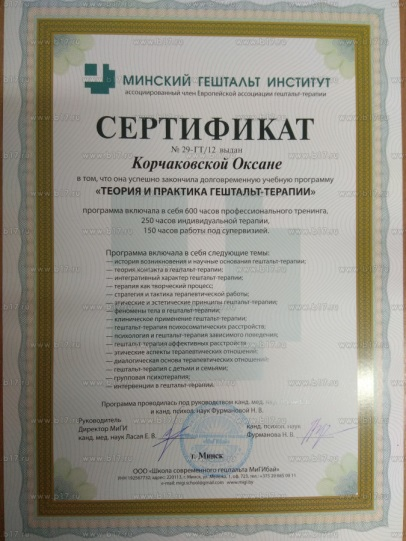 МИНСКИЙ ГЕШТАЛЬТ ИНСТИТУТ
ассоциированный член Европейской ассоциации гештальт-терапии
СЕРТИФИКАТ
№ 29-ГТ/12 выдан
Корчаковской Оксане
в том, что она успешно закончила долговременную учебную программу
«ТЕОРИЯ И ПРАКТИКА ГЕШТАЛЬТ-ТЕРАПИИ»
программа включала в себя 600 часов профессионального тренинга,
250 часов индивидуальной терапии,
150 часов работы под супервизией.
Программа включала в себя следующие темы:
– история возникновения и научные основания гештальт-терапии;
– теория контакта в гештальт-терапии;
– интегративный характер гештальт-терапии;
– терапия как творческий процесс;
– стратегия и тактика терапевтической работы;
– этические и эстетические принципы гештальт-терапии;
– феномены тела в гештальт-терапии;
– клиническое применение гештальт-терапии;
– гештальт-терапия психосоматических расстройств;
– психология и гештальт-терапия зависимого поведения;
– гештальт-терапия аффективных расстройств
– этические аспекты терапевтических отношений;
– диалогическая основа терапевтических отношений;
– гештальт-терапия с детьми и семьями;
– групповая психотерапия;
– интервенции в гештальт-терапии.
Программа проводилась под руководством канд. мед.
и канд. психол. наук Фурмановой Н. В.
Руководитель
Директор МиГИ
канд. мед. наук Ласая Е. В.
канд. психол. наук
Фурманова Н. В.
г. Минск
ООО «Школа современного гештальта МиГИбай»
www.b17.ru